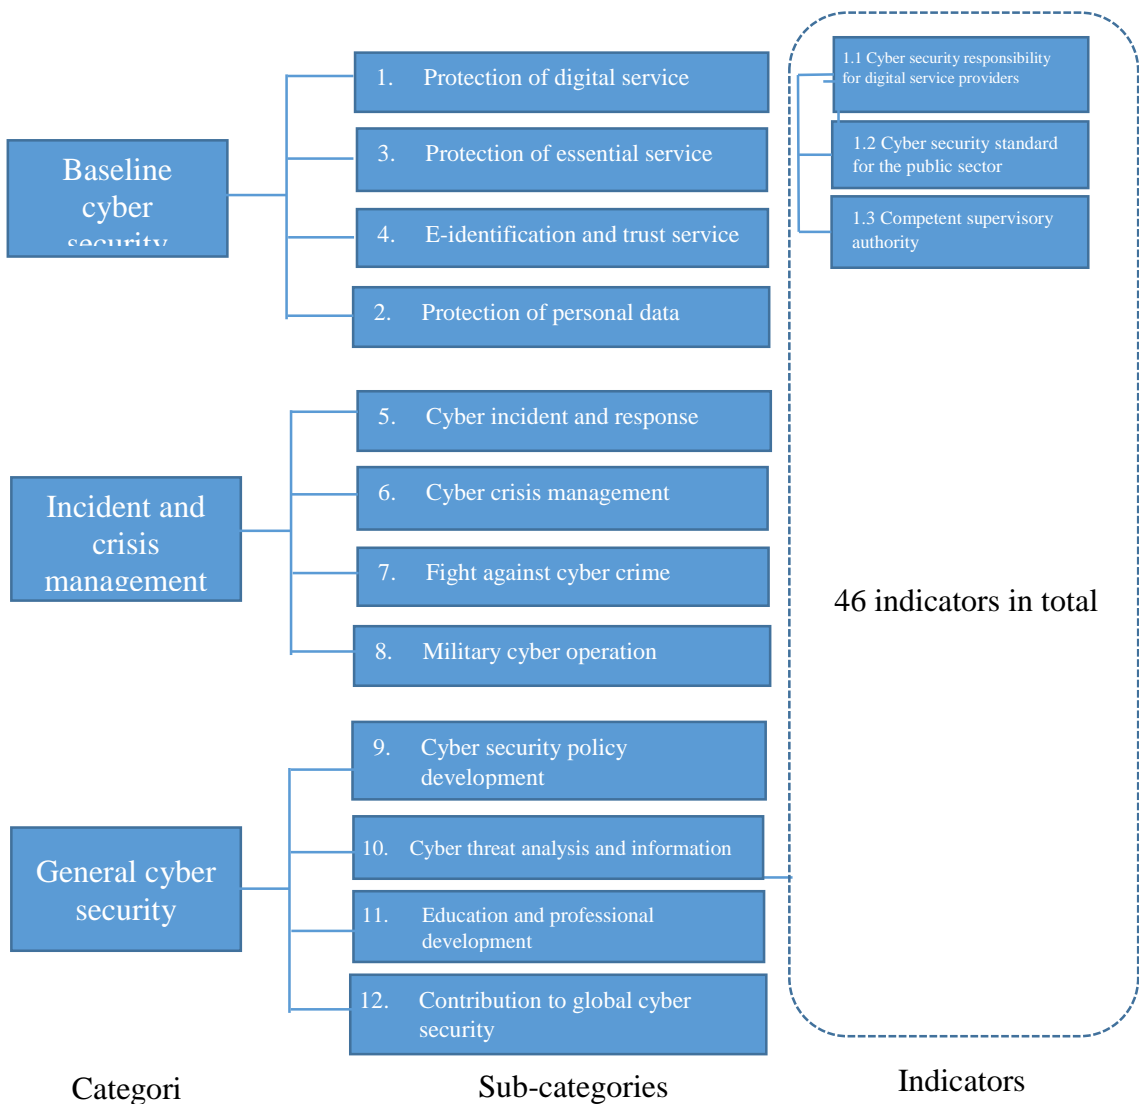 Baseline
cyber
security
1. Protection of digital service
3. Protection of essential service
4. E-identification and trust service
2. Protection of personal data
Incident and
crisis
management
5. Cyber incident and response
6. Cyber crisis management
7. Fight against cyber crime
8. Military cyber operation
General cyber
security
9. Cyber security policy
development
10. Cyber threat analysis and information
11. Education and professional
development
12. Contribution to global cyber
security
1.1 Cyber security responsibility
for digital service providers
1.2 Cyber security standard
for the public sector
1.3 Competent supervisory
authority
46 indicators in total
Categori
Sub-categories
Indicators